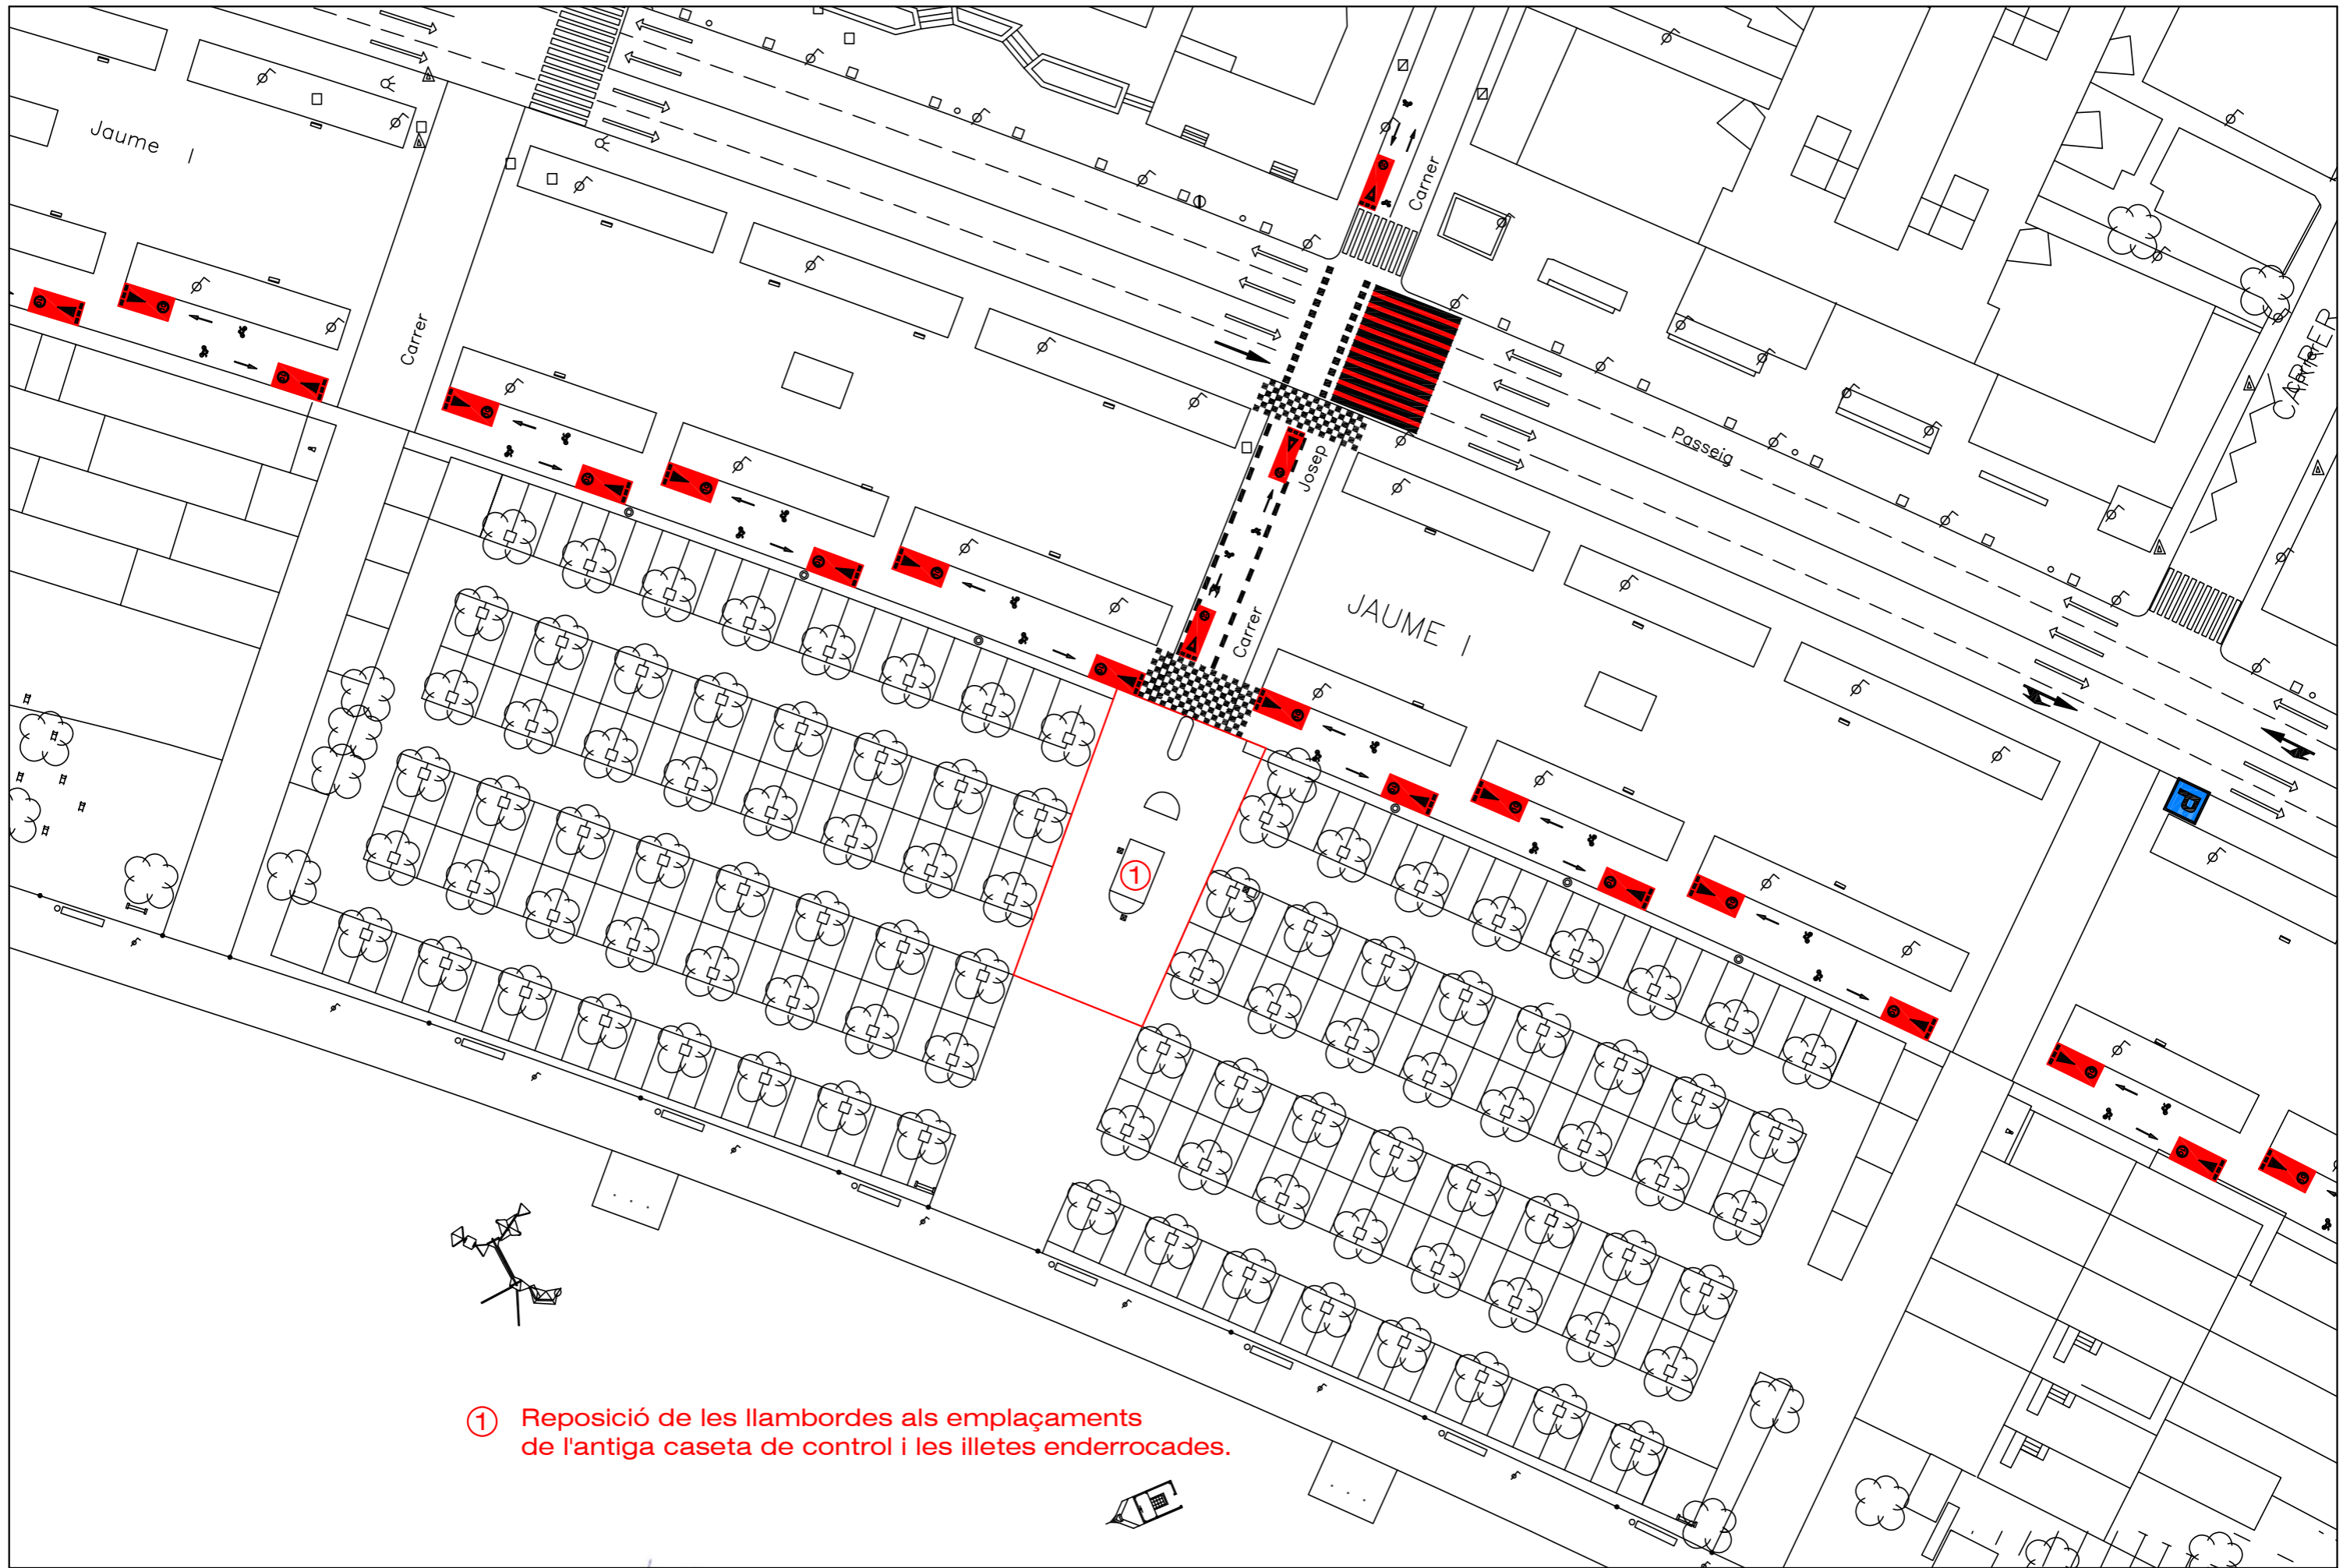 Jaume I
Carrer
Carner
Josep
Carrer
Passeig
JAUME I
CARRER
P
1
1 Reposició de les llambordes als emplaçaments
de l'antiga caseta de control i les illetes enderrocades.